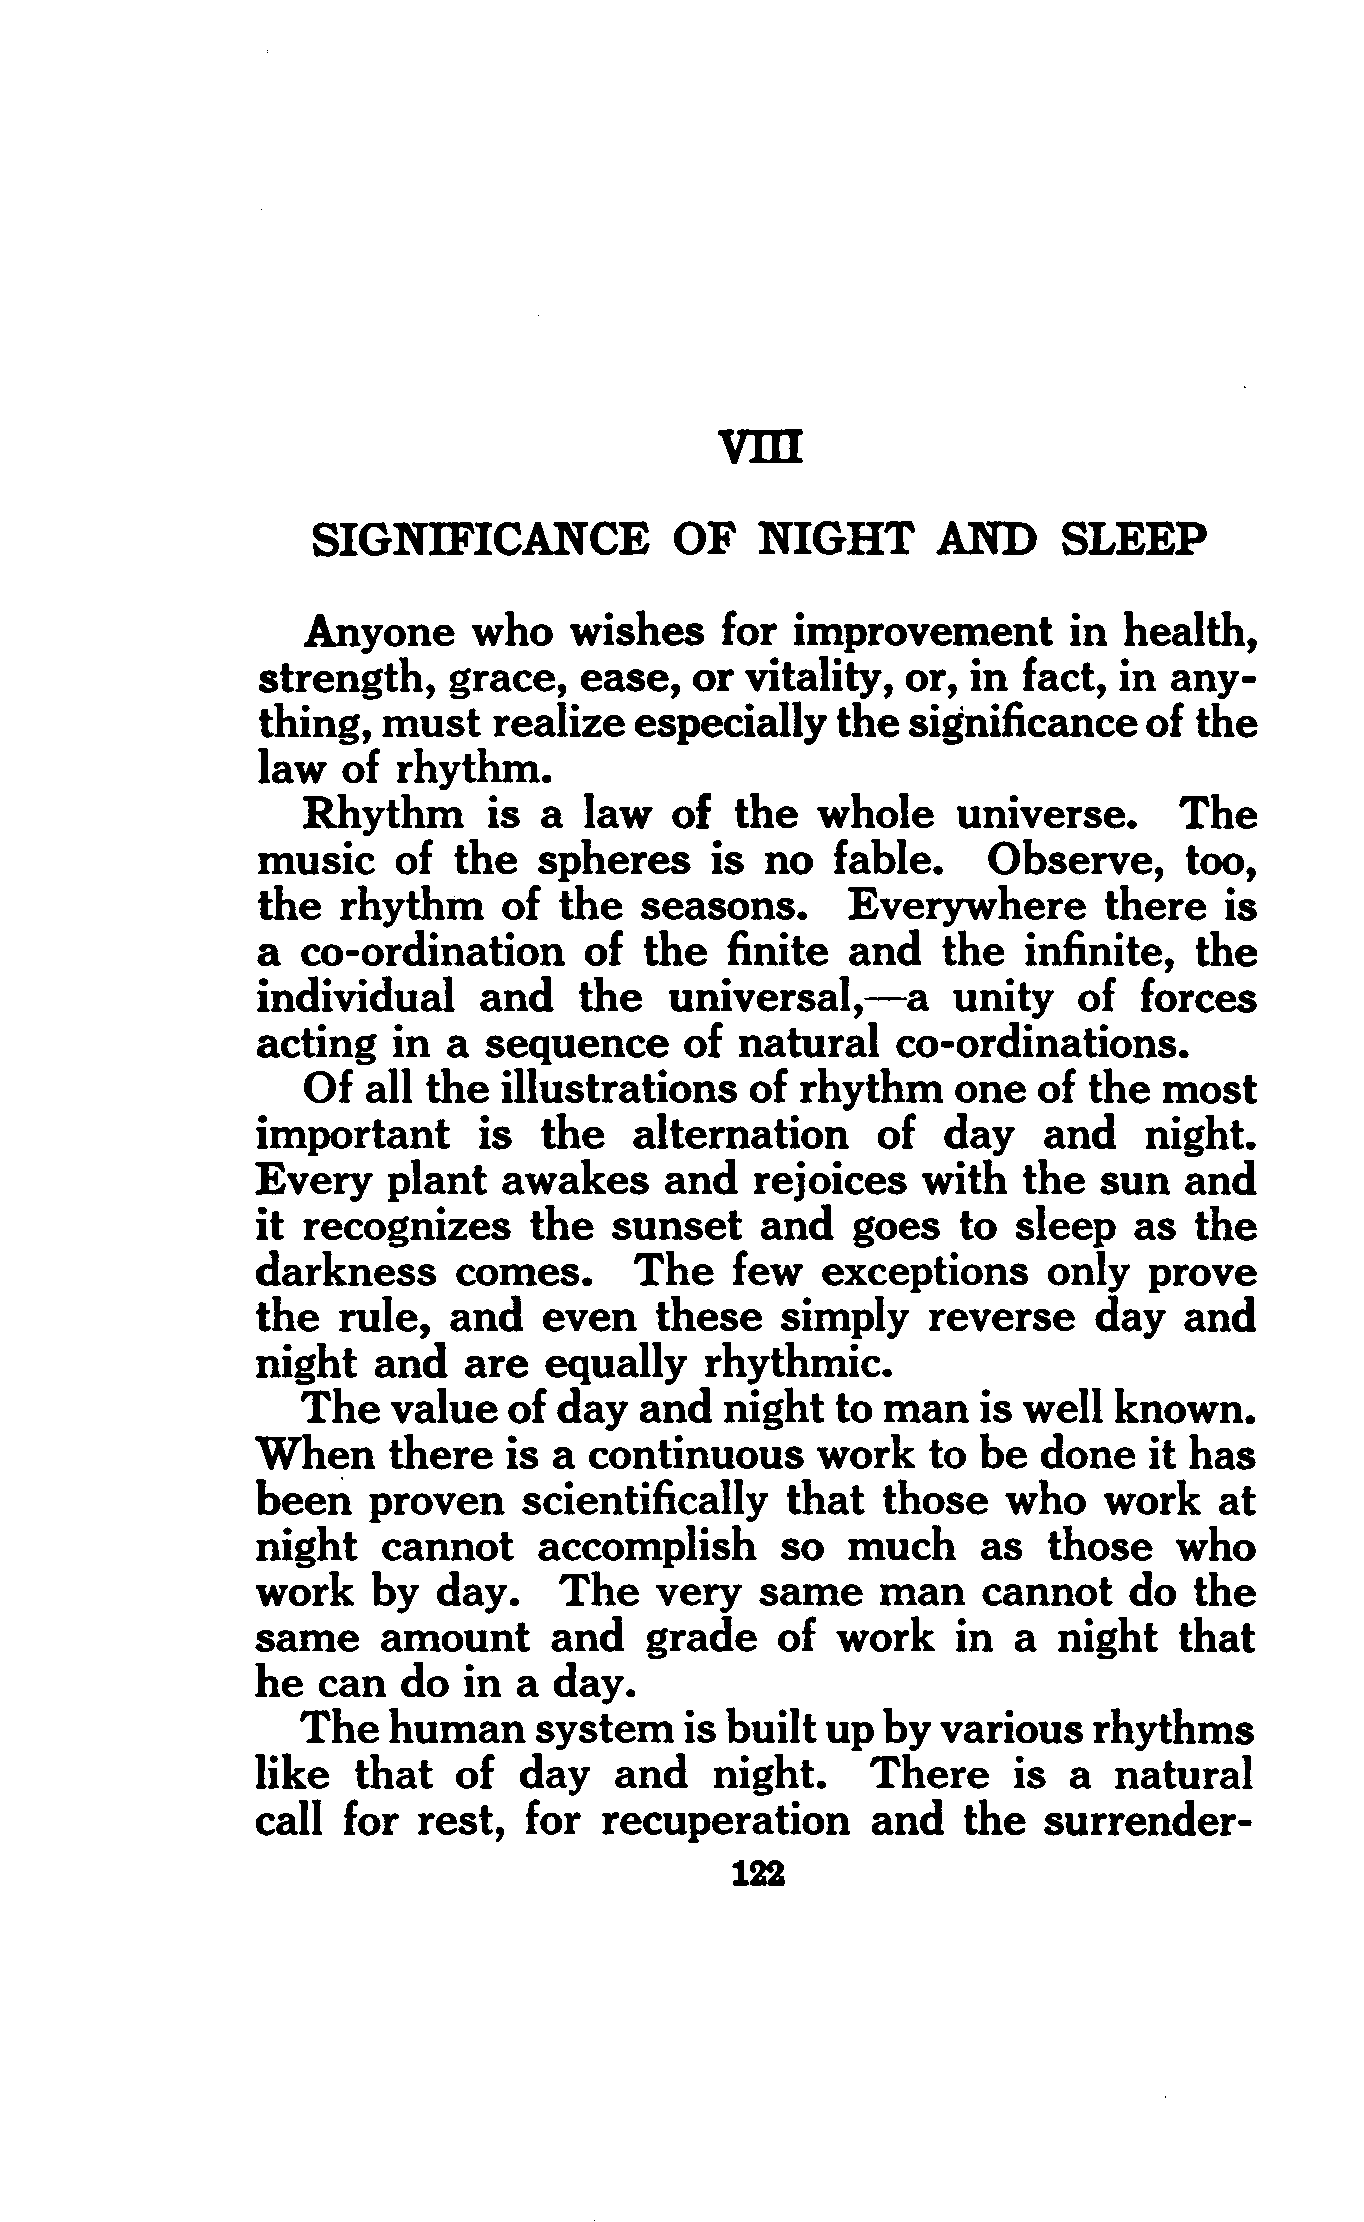 VIII
SIGNIFICANCE OF NIGHT AND SLEEP
Anyone who wishes for improvement in health,
strength, grace, ease, or vitality, or, in fact, in any-
thing, must realize especially the significance of the
law of rhythm.
Rhythm is a law of the whole universe. The
music of the spheres is no fable. Observe, too,
the rhythm of the seasons. Everywhere there is
a co-ordination of the finite and the infinite, the
individual and the universal,—a unity of forces
acting in a sequence of natural co-ordinations.
Of all the illustrations of rhythm one of the most
important is the alternation of day and night.
Every plant awakes and rejoices with the sun and
it recognizes the sunset and goes to sleep as the
darkness comes. The few exceptions only prove
the rule, and even these simply reverse day and
night and are equally rhythmic.
The value of day and night to man is well known.
When there is a continuous work to be done it has
been proven scientifically that those who work at
night cannot accomplish so much as those who
work by day. The very same man cannot do the
same amount and grade of work in a night that
he can do in a day.
The human system is built up by various rhythms
like that of day and night. There is a natural
call for rest, for recuperation and the surrender-
122